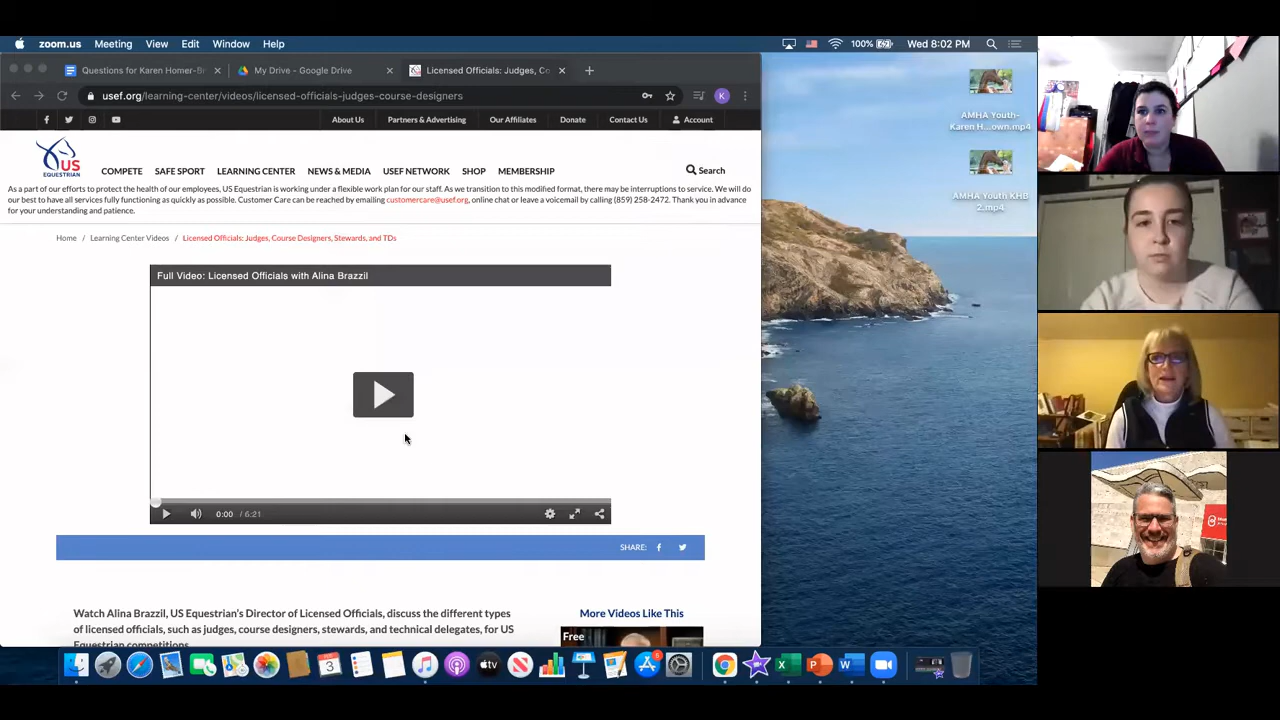 zoom.us Meeting View Edit Window Help
100% Wed 8:02 PM
Questions for Karen Homer-Br
My Drive - Google Drive
Licensed Officials: Judges, Co
usef.org/learning-center/videos/licensed-officials-judges-course-designers
K
About Us Partners & Advertising Our Affiliates Donate Contact Us Account
US
EQUESTRIAN
COMPETE SAFE SPORT LEARNING CENTER NEWS & MEDIA USEF NETWORK SHOP MEMBERSHIP
Search
As a part of our efforts to protect the health of our employees, US Equestrian is working under a flexible work plan for our staff. As we transition to this modified format, there may be interruptions to service. We will
do our best to have all services fully functioning as quickly as possible. Customer Care can be reached by emailing customercare@usef.org, online chat or leave a voicemail by calling (859) 258-2472. Thank you in advance
for your understanding and patience.
Home / Learning Center Videos / Licensed Officials: Judges, Course Designers, Stewards, and TDs
Full Video: Licensed Officials with Alina Brazzil
0:00 / 6:21
SHARE:
Watch Alina Brazzil, US Equestrian's Director of Licensed Officials, discuss the different types
of licensed officials, such as judges, course designers, stewards, and technical delegates, for US
Equestrian competitions.
More Videos Like This
Free
AMHA Youth-
Karen H...own.mp4
AMHA Youth KHB
2.mp4
3